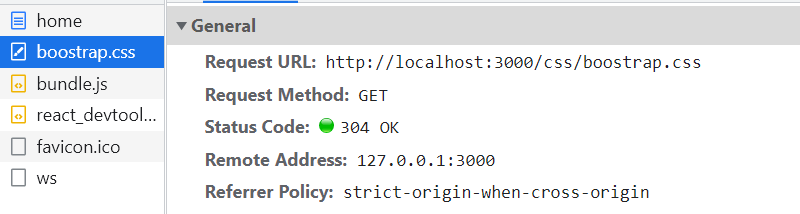 home
boostrap.css
bundle.js
react_devtool...
favicon.ico
ws
General
Request URL: http://localhost:3000/css/boostrap.css
Request Method: GET
Status Code: 304 OK
Remote Address: 127.0.0.1:3000
Referrer Policy: strict-origin-when-cross-origin